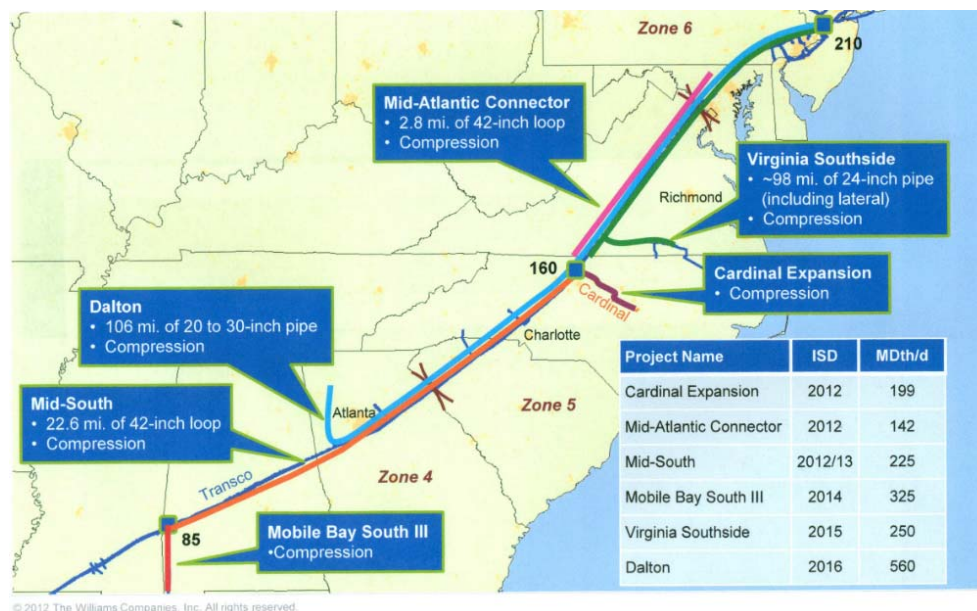 Zone 6
210
Mid-Atlantic Connector
• 2.8 mi. of 42-inch loop
• Compression
Virginia Southside
• ~98 mi. of 24-inch pipe
(including lateral)
• Compression
Richmond
160
Cardinal Expansion
• Compression
Cardinal
Dalton
• 106 mi. of 20 to 30-inch pipe
• Compression
Charlotte
Mid-South
• 22.6 mi. of 42-inch loop
• Compression
Atlanta
Zone 5
Transco
Zone 4
85
Mobile Bay South III
•Compression
Project Name ISD MDth/d
Cardinal Expansion 2012 199
Mid-Atlantic Connector 2012 142
Mid-South 2012/13 225
Mobile Bay South III 2014 325
Virginia Southside 2015 250
Dalton 2016 560
© 2012 The Williams Companies, Inc. All rights reserved.